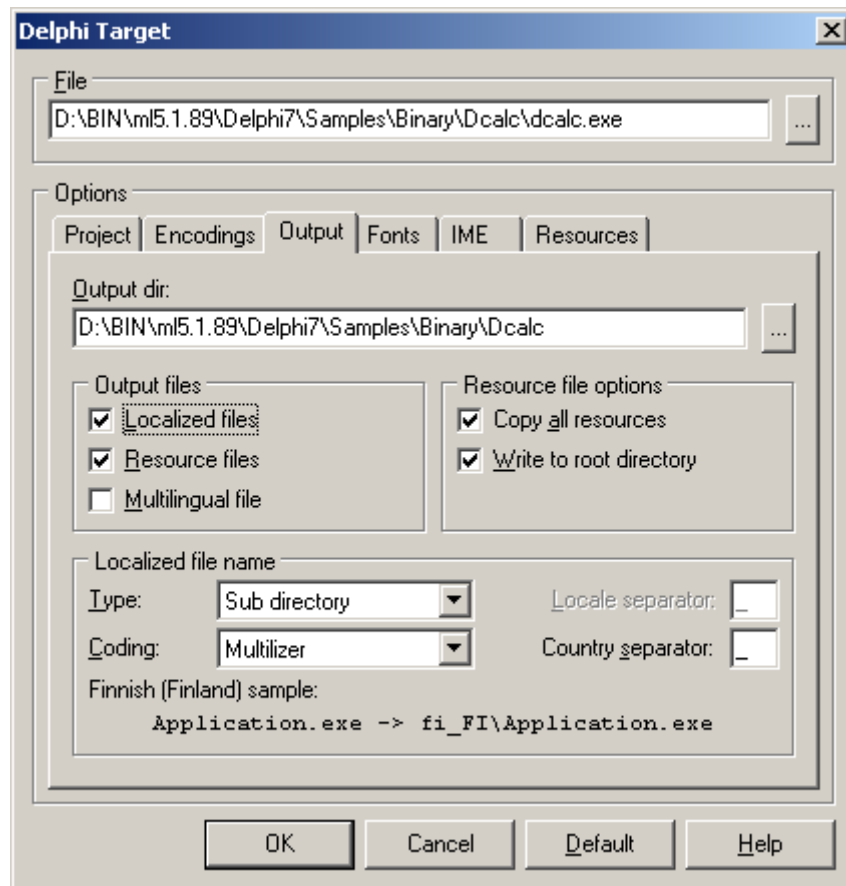 Delphi Target
File
D:\BIN\ml5.1.89\Delphi7\Samples\Binary\Dcalc\dcalc.exe ...
Options
Project Encodings Output Fonts IME Resources
Output dir:
D:\BIN\ml5.1.89\Delphi7\Samples\Binary\Dcalc ...
Output files
Localized files
Resource files
Multilingual file
Resource file options
Copy all resources
Write to root directory
Localized file name
Type: Sub directory Locale separator: _
Coding: Multilizer Country separator: _
Finnish (Finland) sample:
Application.exe -> fi_FI\Application.exe
OK Cancel Default Help